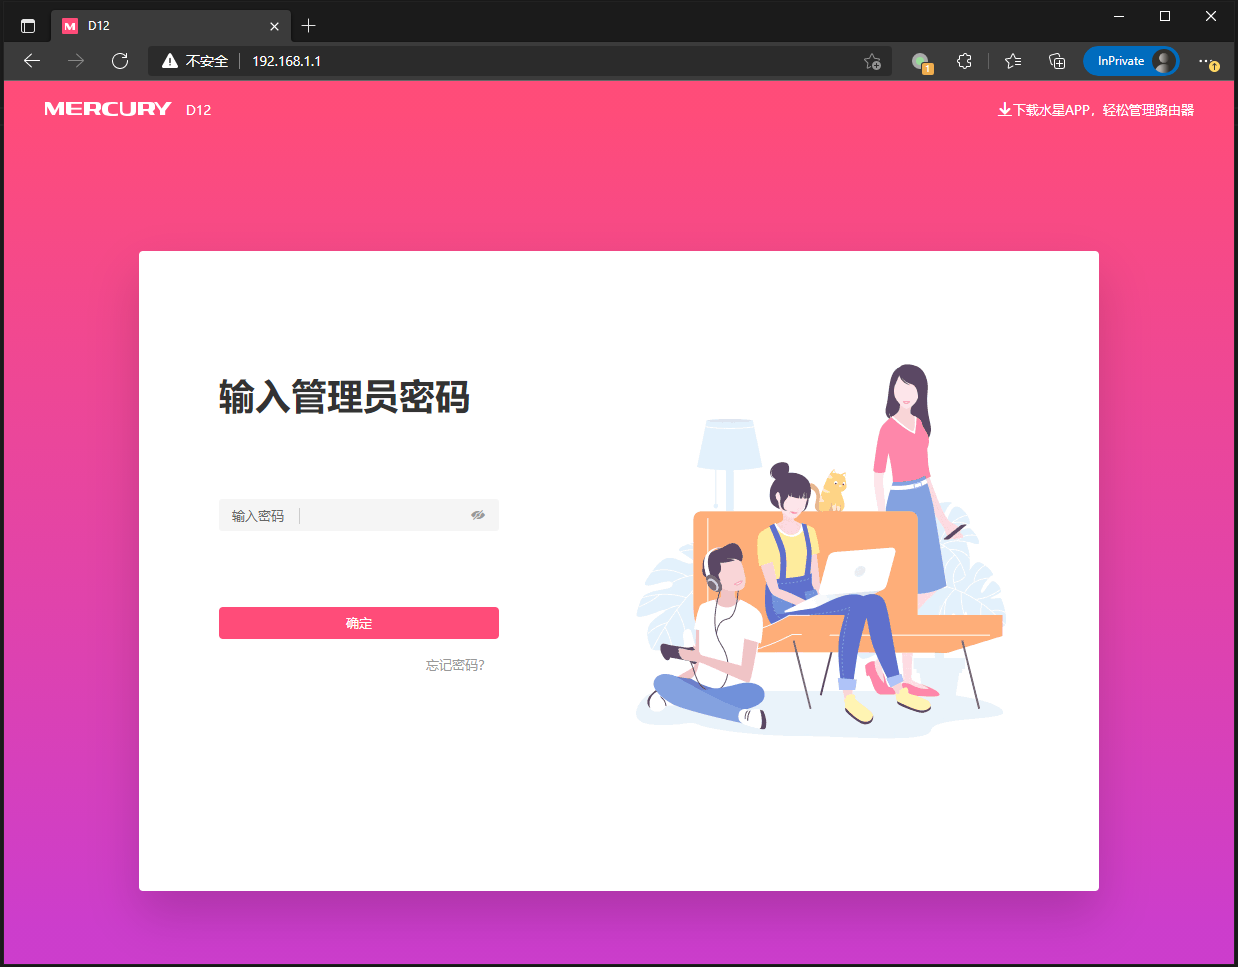 D12
不安全
192.168.1.1
1
InPrivate
MERCURY D12
下载水星APP，轻松管理路由器
输入管理员密码
输入密码
确定
忘记密码？